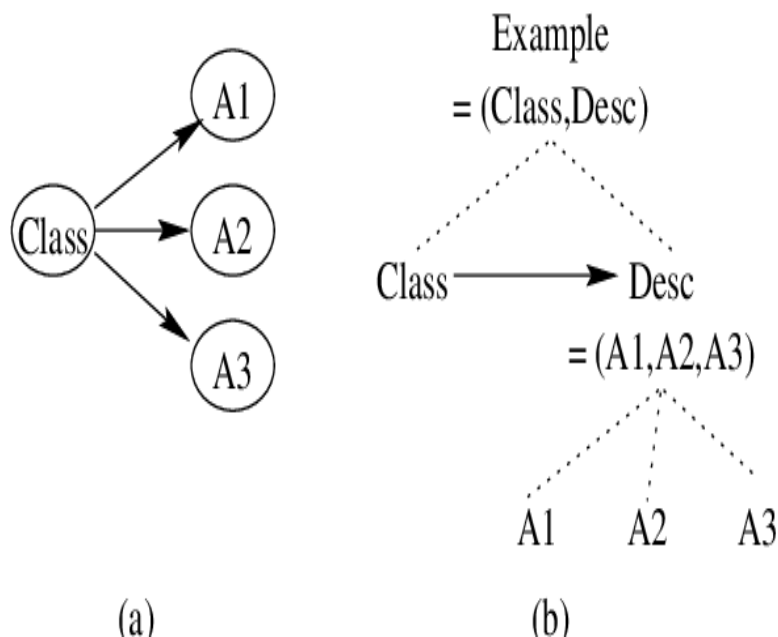 A1
Class
A2
A3
(a)
Example
= (Class,Desc)
Class
Desc
= (A1,A2,A3)
A1 A2 A3
(b)